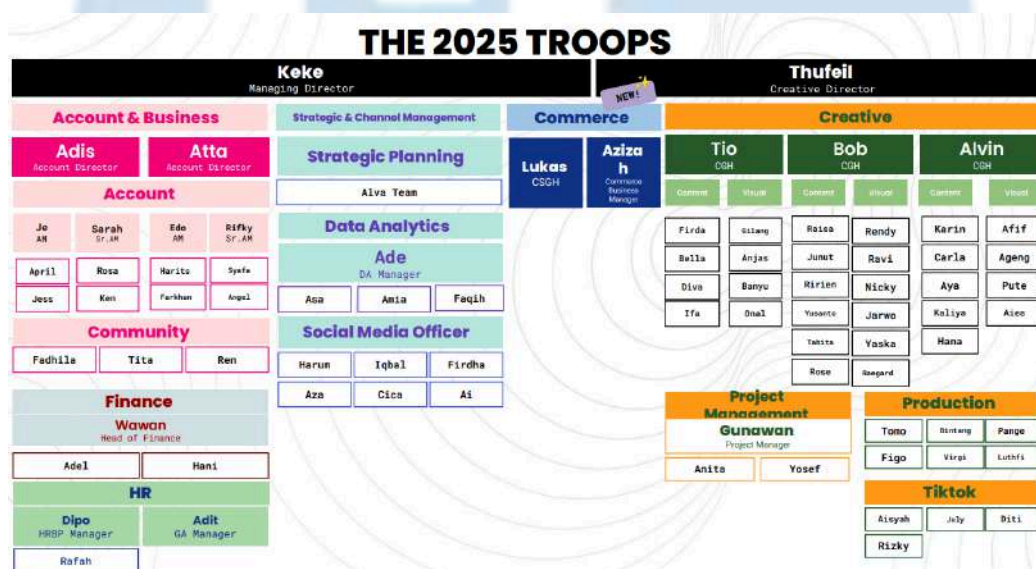 THE 2025 TROOPS
Keke
Managing Director
Thufeil
Creative Director
NEW!
Account & Business
Adis
Account Director
Atta
Account Director
Account
Je
AM
Sarah
Sr.AM
Edo
AM
Rifky
Sr.AM
April
Rosa
Harits
Syafa
Jess
Ken
Farkhan
Angel
Community
Fadhila
Tita
Ren
Finance
Wawan
Head of Finance
Adel
Hani
HR
Dipo
HRBP Manager
Adit
GA Manager
Rafah
Strategic & Channel Management
Strategic Planning
Alva Team
Data Analytics
Ade
DA Manager
Asa
Amia
Faqih
Social Media Officer
Harum
Iqbal
Firdha
Aza
Cica
Ai
Commerce
Lukas
CSGH
Aziza
h
Commerce
Business
Manager
Creative
Tio
CGH
Bob
CGH
Alvin
CGH
Content
Visual
Content
Visual
Content
Visual
Firda
Gilang
Raisa
Rendy
Karin
Afif
Bella
Anjas
Junut
Ravi
Carla
Ageng
Diva
Banyu
Ririen
Nicky
Aya
Pute
Ifa
Onal
Yusanto
Jarwo
Kaliya
Aiee
Tabita
Yaska
Hana
Rose
Project
Management
Gunawan
Project Manager
Anita
Yosef
Production
Tomo
Bintang
Pange
Figo
Virgi
Luthfi
Tiktok
Aisyah
July
Diti
Rizky